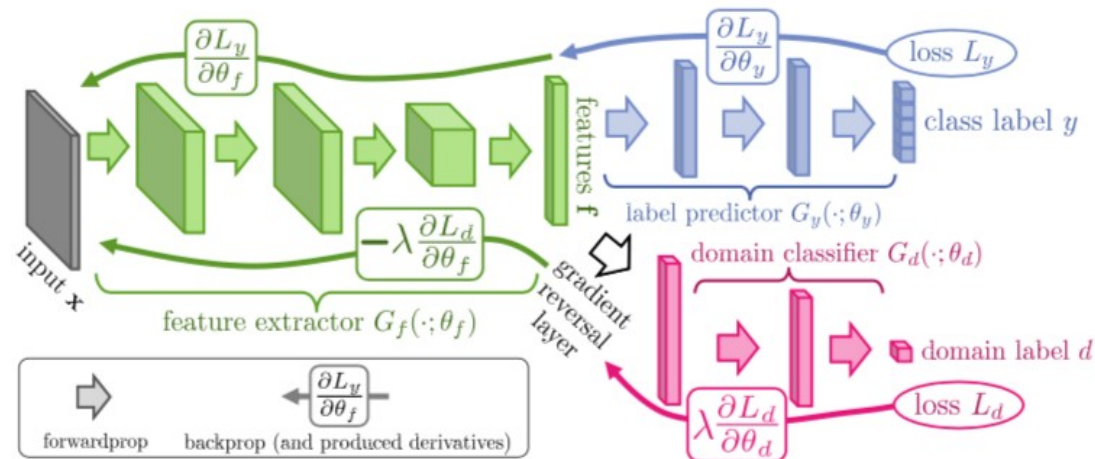 ∂L_y/∂θ_f
∂L_y/∂θ_y
loss L_y
features f
class label y
label predictor G_y(·; θ_y)
input x
−λ ∂L_d/∂θ_f
feature extractor G_f(·; θ_f)
gradient
reversal
layer
domain classifier G_d(·; θ_d)
domain label d
λ ∂L_d/∂θ_d
loss L_d
∂L_y/∂θ_f
forwardprop
backprop (and produced derivatives)